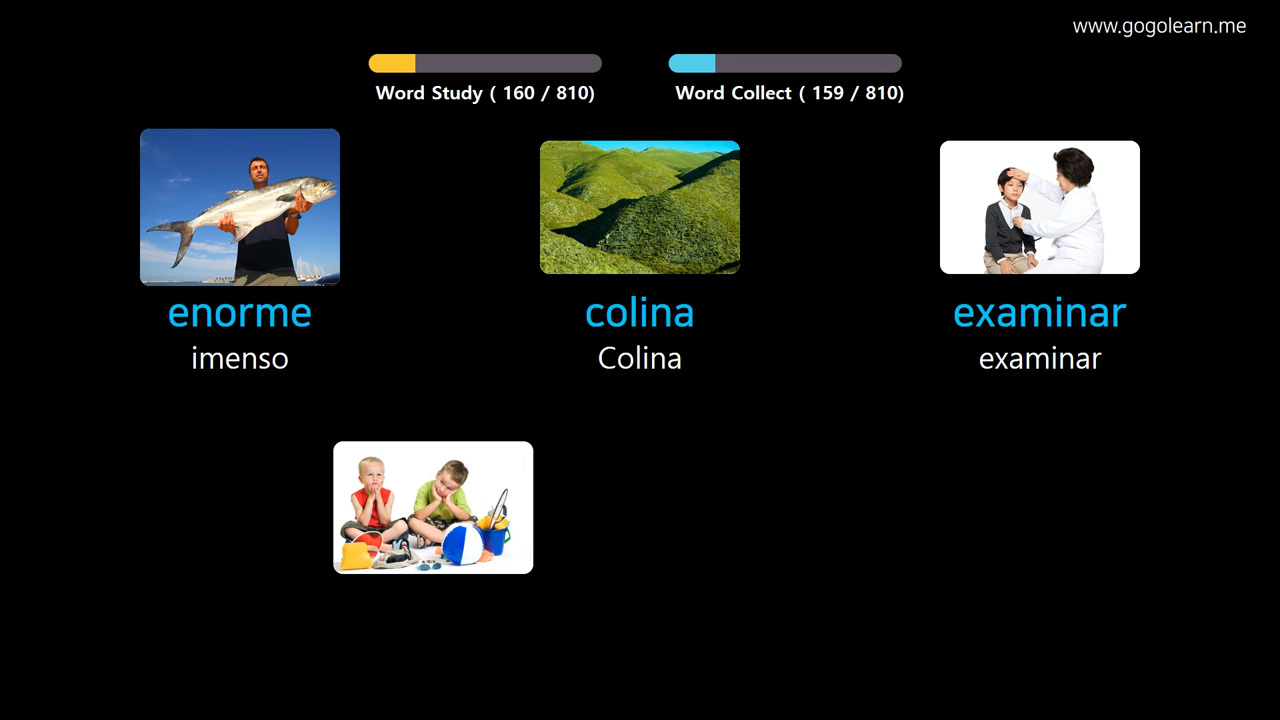 www.gogolearn.me
Word Study ( 160 / 810)
Word Collect ( 159 / 810)
enorme
imenso
colina
Colina
examinar
examinar